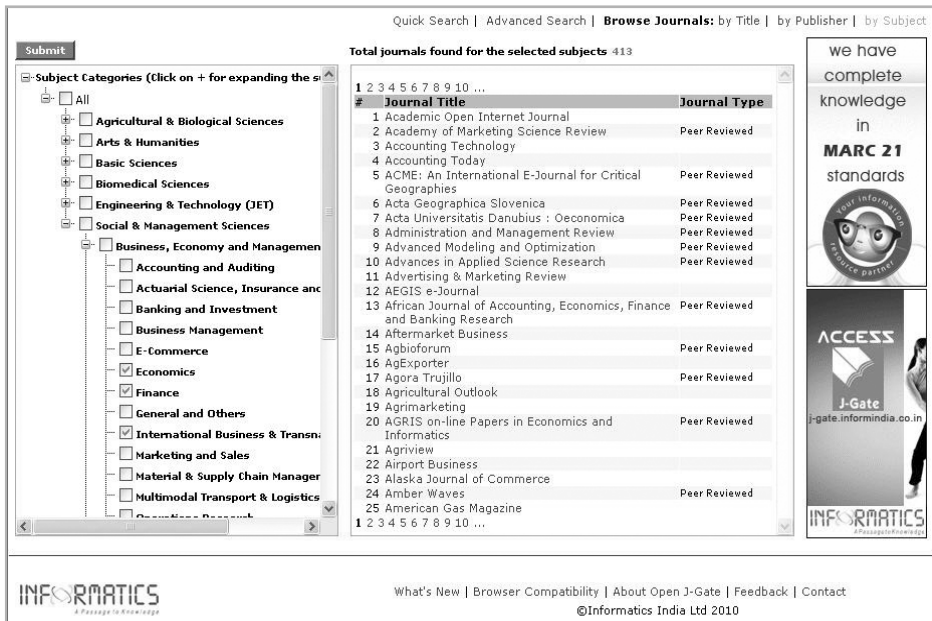 Quick Search | Advanced Search | Browse Journals: by Title | by Publisher | by Subject
Submit
Subject Categories (Click on + for expanding the su
All
Agricultural & Biological Sciences
Arts & Humanities
Basic Sciences
Biomedical Sciences
Engineering & Technology (JET)
Social & Management Sciences
Business, Economy and Managemen
Accounting and Auditing
Actuarial Science, Insurance and
Banking and Investment
Business Management
E-Commerce
Economics
Finance
General and Others
International Business & Transna
Marketing and Sales
Material & Supply Chain Manager
Multimodal Transport & Logistics
Operations Research
Total journals found for the selected subjects 413
1 2 3 4 5 6 7 8 9 10 ...
# Journal Title Journal Type
1 Academic Open Internet Journal
2 Academy of Marketing Science Review Peer Reviewed
3 Accounting Technology
4 Accounting Today
5 ACME: An International E-Journal for Critical Peer Reviewed
Geographies
6 Acta Geographica Slovenica Peer Reviewed
7 Acta Universitatis Danubius : Oeconomica Peer Reviewed
8 Administration and Management Review Peer Reviewed
9 Advanced Modeling and Optimization Peer Reviewed
10 Advances in Applied Science Research Peer Reviewed
11 Advertising & Marketing Review
12 AEGIS e-Journal
13 African Journal of Accounting, Economics, Finance Peer Reviewed
and Banking Research
14 Aftermarket Business
15 Agbioforum Peer Reviewed
16 AgExporter
17 Agora Trujillo Peer Reviewed
18 Agricultural Outlook
19 Agrimarketing
20 AGRIS on-line Papers in Economics and Peer Reviewed
Informatics
21 Agriview
22 Airport Business
23 Alaska Journal of Commerce
24 Amber Waves Peer Reviewed
25 American Gas Magazine
1 2 3 4 5 6 7 8 9 10 ...
we have
complete
knowledge
in
MARC 21
standards
Your information
resource partner
ACCESS
J-Gate
j-gate.informindia.co.in
INFORMATICS
A Passage to Knowledge
INFORMATICS
A Passage to Knowledge
What's New | Browser Compatibility | About Open J-Gate | Feedback | Contact
©Informatics India Ltd 2010